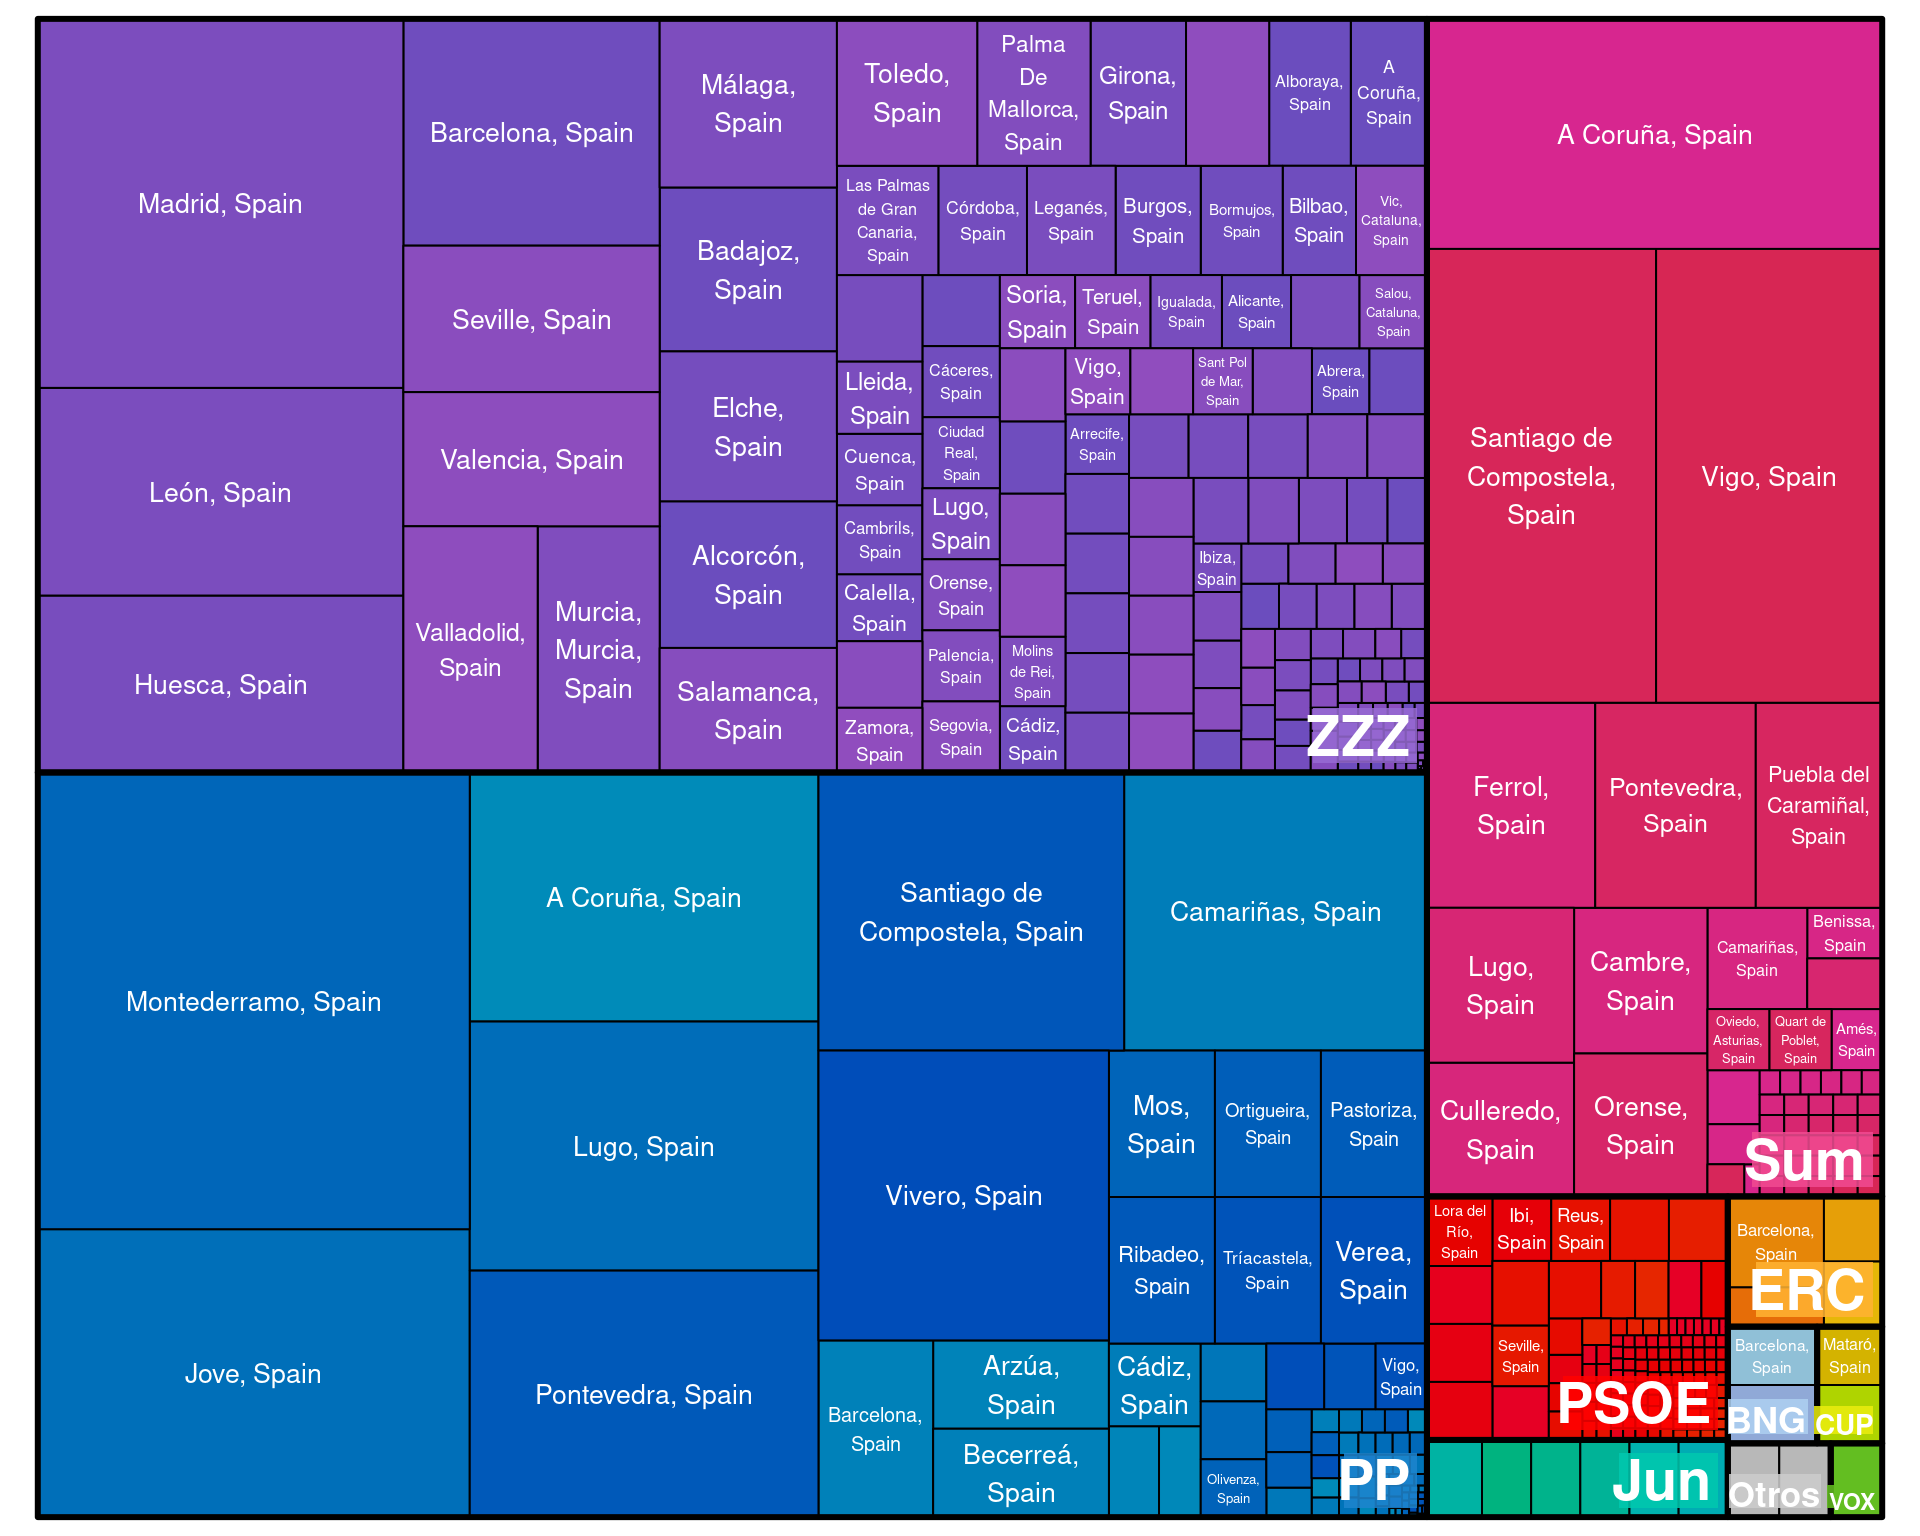 Madrid, Spain
León, Spain
Huesca, Spain
Barcelona, Spain
Seville, Spain
Valencia, Spain
Valladolid,
Spain
Murcia,
Murcia,
Spain
Málaga,
Spain
Badajoz,
Spain
Elche,
Spain
Alcorcón,
Spain
Salamanca,
Spain
Toledo,
Spain
Palma
De
Mallorca,
Spain
Girona,
Spain
Alboraya,
Spain
A
Coruña,
Spain
Las Palmas
de Gran
Canaria,
Spain
Córdoba,
Spain
Leganés,
Spain
Burgos,
Spain
Bormujos,
Spain
Bilbao,
Spain
Vic,
Cataluna,
Spain
Lleida,
Spain
Cuenca,
Spain
Cambrils,
Spain
Calella,
Spain
Zamora,
Spain
Cáceres,
Spain
Ciudad
Real,
Spain
Lugo,
Spain
Orense,
Spain
Palencia,
Spain
Segovia,
Spain
Soria,
Spain
Teruel,
Spain
Igualada,
Spain
Alicante,
Spain
Salou,
Cataluna,
Spain
Molins
de Rei,
Spain
Cádiz,
Spain
Vigo,
Spain
Sant Pol
de Mar,
Spain
Abrera,
Spain
Arrecife,
Spain
Ibiza,
Spain
ZZZ
Montederramo, Spain
Jove, Spain
A Coruña, Spain
Lugo, Spain
Pontevedra, Spain
Santiago de
Compostela, Spain
Camariñas, Spain
Vivero, Spain
Mos,
Spain
Ortigueira,
Spain
Pastoriza,
Spain
Ribadeo,
Spain
Tríacastela,
Spain
Verea,
Spain
Barcelona,
Spain
Arzúa,
Spain
Becerreá,
Spain
Cádiz,
Spain
Olivenza,
Spain
Vigo,
Spain
PP
A Coruña, Spain
Santiago de
Compostela,
Spain
Vigo, Spain
Ferrol,
Spain
Pontevedra,
Spain
Puebla del
Caramiñal,
Spain
Lugo,
Spain
Culleredo,
Spain
Cambre,
Spain
Orense,
Spain
Camariñas,
Spain
Benissa,
Spain
Oviedo,
Asturias,
Spain
Quart de
Poblet,
Spain
Amés,
Spain
Sum
Lora del
Río,
Spain
Ibi,
Spain
Reus,
Spain
Seville,
Spain
PSOE
Barcelona,
Spain
ERC
Barcelona,
Spain
BNG
Mataró,
Spain
CUP
Jun
Otros
VOX